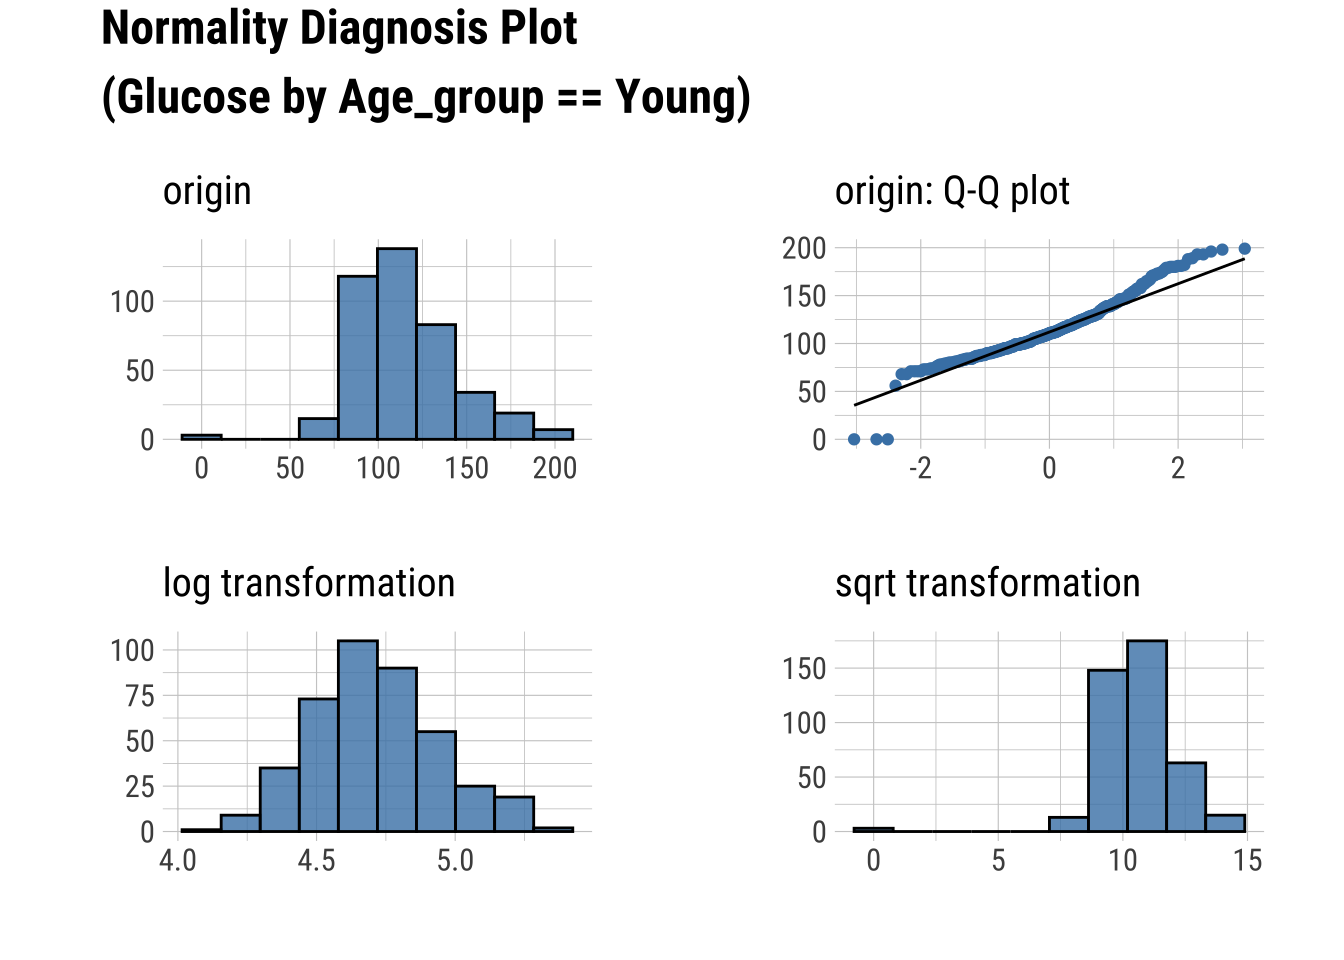 Normality Diagnosis Plot
(Glucose by Age_group == Young)
origin
100
50
0
0 50 100 150 200
origin: Q-Q plot
200
150
100
50
0
-2 0 2
log transformation
100
75
50
25
0
4.0 4.5 5.0
sqrt transformation
150
100
50
0
0 5 10 15